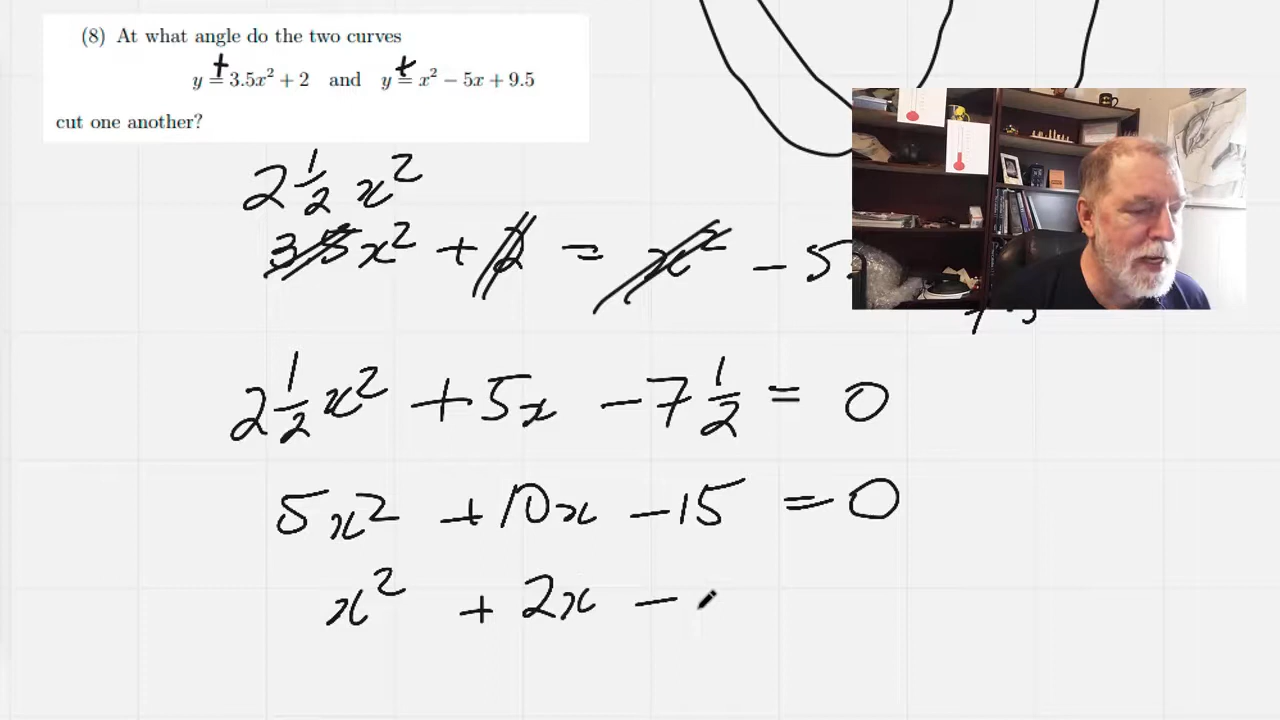 (8) At what angle do the two curves
y = 3.5x² + 2 and y = x² − 5x + 9.5
cut one another?
2 1/2 x²
3.5x² + 2 = x² − 5
2 1/2 x² + 5x − 7 1/2 = 0
5x² + 10x − 15 = 0
x² + 2x −